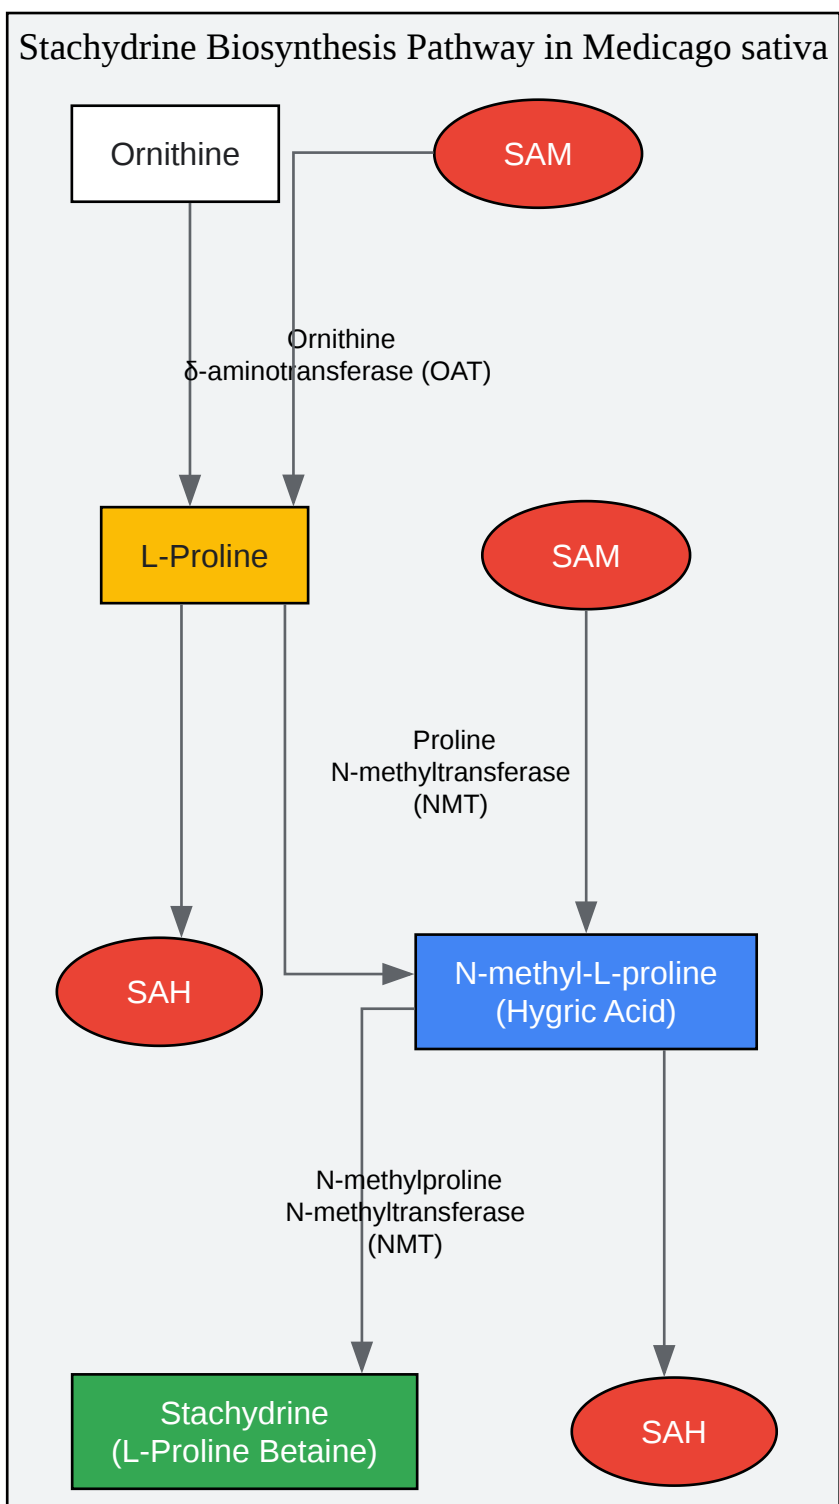 Stachydrine Biosynthesis Pathway in Medicago sativa
Ornithine
SAM
Ornithine
δ-aminotransferase (OAT)
L-Proline
SAM
Proline
N-methyltransferase
(NMT)
SAH
N-methyl-L-proline
(Hygric Acid)
N-methylproline
N-methyltransferase
(NMT)
Stachydrine
(L-Proline Betaine)
SAH